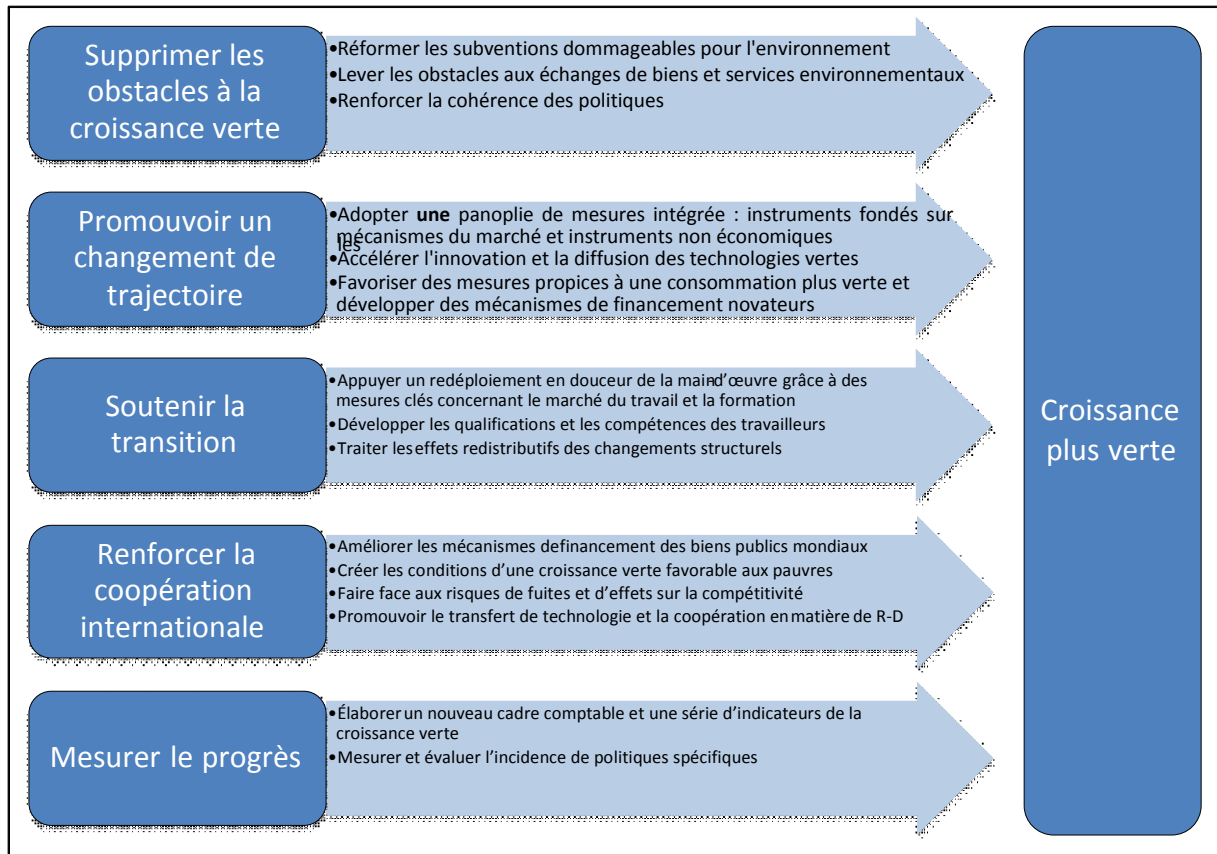 Supprimer les
obstacles à la
croissance verte
•Réformer les subventions dommageables pour l'environnement
•Lever les obstacles aux échanges de biens et services environnementaux
•Renforcer la cohérence des politiques
Promouvoir un
changement de
trajectoire
•Adopter une panoplie de mesures intégrée : instruments fondés sur
les
mécanismes du marché et instruments non économiques
•Accélérer l'innovation et la diffusion des technologies vertes
•Favoriser des mesures propices à une consommation plus verte et
développer des mécanismes de financement novateurs
Soutenir la
transition
•Appuyer un redéploiement en douceur de la main-d’œuvre grâce à des
mesures clés concernant le marché du travail et la formation
•Développer les qualifications et les compétences des travailleurs
•Traiter les effets redistributifs des changements structurels
Renforcer la
coopération
internationale
•Améliorer les mécanismes definancement des biens publics mondiaux
•Créer les conditions d’une croissance verte favorable aux pauvres
•Faire face aux risques de fuites et d’effets sur la compétitivité
•Promouvoir le transfert de technologie et la coopération en matière de R-D
Mesurer le progrès
•Élaborer un nouveau cadre comptable et une série d’indicateurs de la
croissance verte
•Mesurer et évaluer l’incidence de politiques spécifiques
Croissance
plus verte